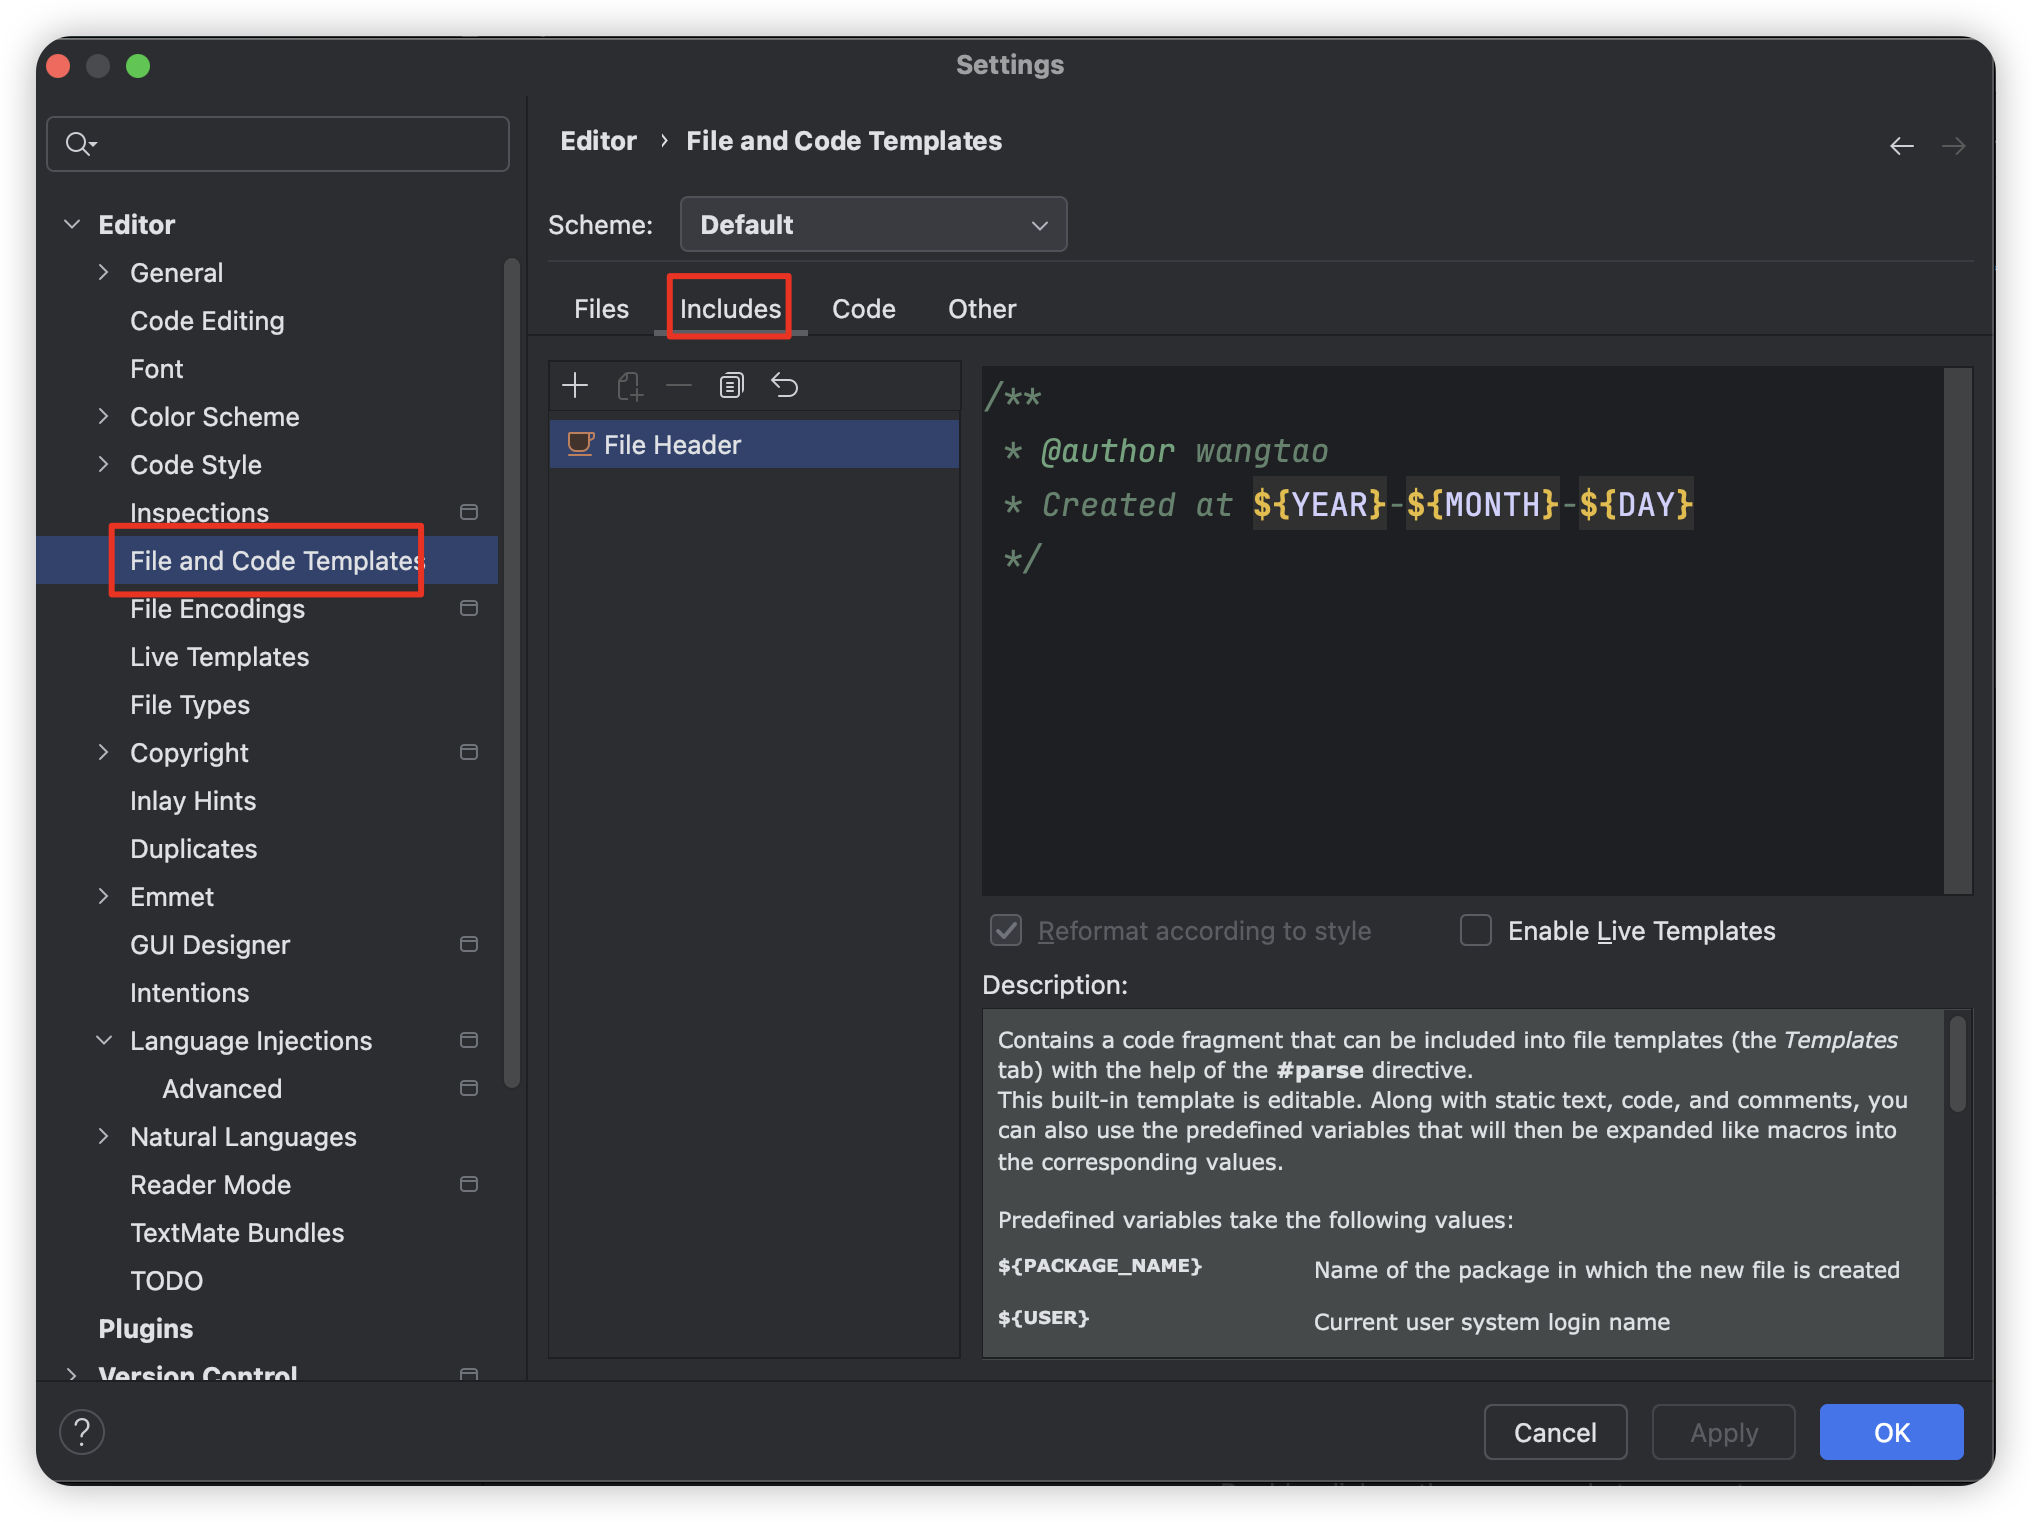 Settings
Editor
General
Code Editing
Font
Color Scheme
Code Style
Inspections
File and Code Templates
File Encodings
Live Templates
File Types
Copyright
Inlay Hints
Duplicates
Emmet
GUI Designer
Intentions
Language Injections
Advanced
Natural Languages
Reader Mode
TextMate Bundles
TODO
Plugins
Version Control
Editor › File and Code Templates
Scheme: Default
Files Includes Code Other
File Header
/**
* @author wangtao
* Created at ${YEAR}-${MONTH}-${DAY}
*/
Reformat according to style Enable Live Templates
Description:
Contains a code fragment that can be included into file templates (the Templates
tab) with the help of the #parse directive.
This built-in template is editable. Along with static text, code, and comments, you
can also use the predefined variables that will then be expanded like macros into
the corresponding values.
Predefined variables take the following values:
${PACKAGE_NAME} Name of the package in which the new file is created
${USER} Current user system login name
? Cancel Apply OK